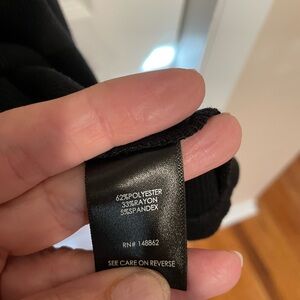 62%POLYESTER
33%RAYON
5%SPANDEX
RN# 148862
SEE CARE ON REVERSE